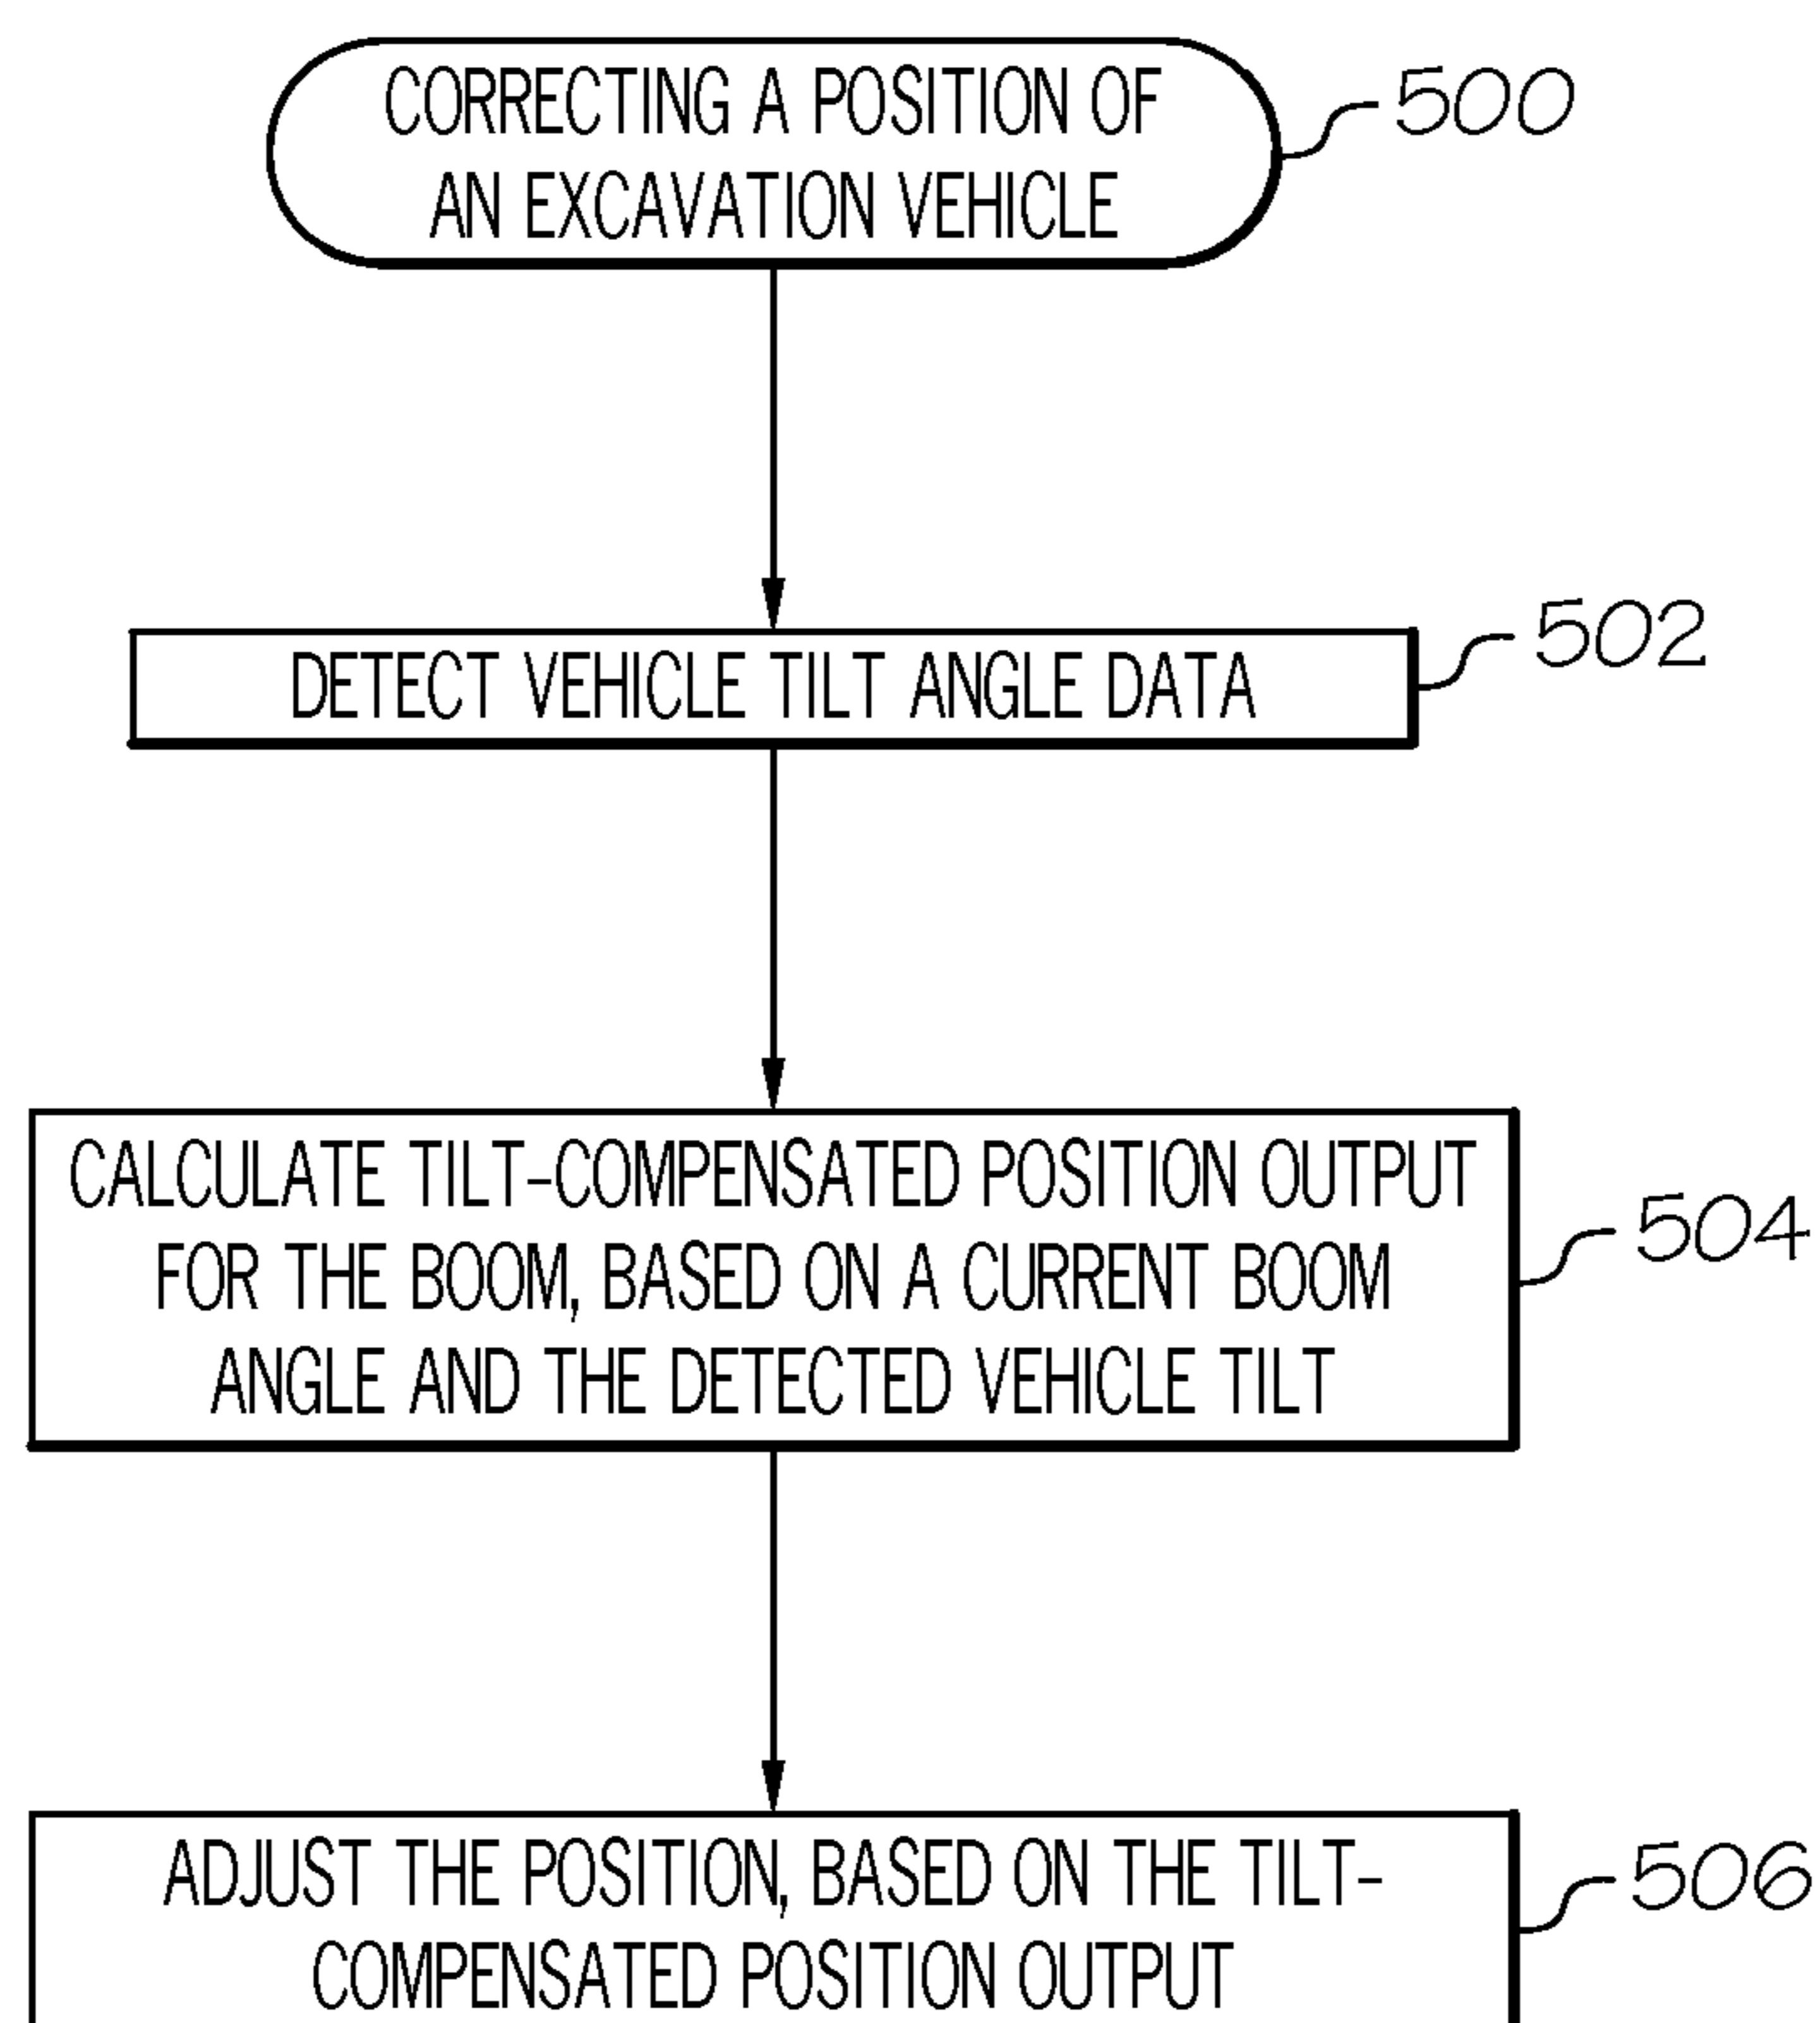 CORRECTING A POSITION OF
AN EXCAVATION VEHICLE
500
DETECT VEHICLE TILT ANGLE DATA
502
CALCULATE TILT-COMPENSATED POSITION OUTPUT
FOR THE BOOM, BASED ON A CURRENT BOOM
ANGLE AND THE DETECTED VEHICLE TILT
504
ADJUST THE POSITION, BASED ON THE TILT-
COMPENSATED POSITION OUTPUT
506